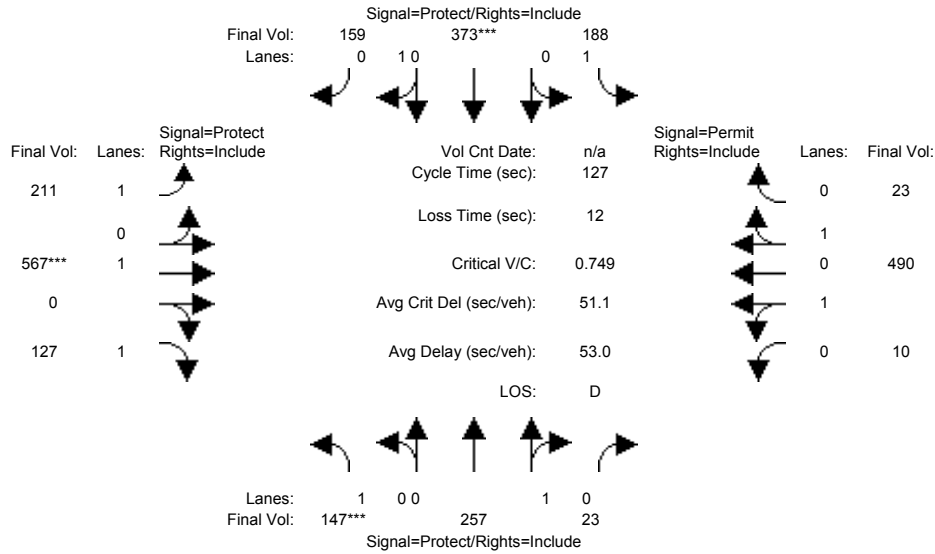 Signal=Protect/Rights=Include
Final Vol: 159 373*** 188
Lanes: 0 1 0 0 1
Signal=Protect Signal=Permit
Final Vol: Lanes: Rights=Include Vol Cnt Date: n/a Rights=Include Lanes: Final Vol:
Cycle Time (sec): 127
211 1 0 23
Loss Time (sec): 12
0 1
567*** 1 Critical V/C: 0.749 0 490
0 Avg Crit Del (sec/veh): 51.1 1
127 1 Avg Delay (sec/veh): 53.0 0 10
LOS: D
Lanes: 1 0 0 1 0
Final Vol: 147*** 257 23
Signal=Protect/Rights=Include